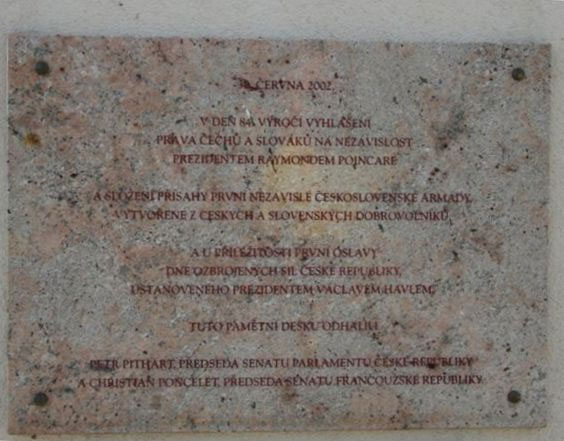 30. ČERVNA 2002,
V DEN 84. VÝROČÍ VYHLÁŠENÍ
PRÁVA ČECHŮ A SLOVÁKŮ NA NEZÁVISLOST
PREZIDENTEM RAYMONDEM POINCARÉ
A SLOŽENÍ PŘÍSAHY PRVNÍ NEZÁVISLÉ ČESKOSLOVENSKÉ ARMÁDY,
VYTVOŘENÉ Z ČESKÝCH A SLOVENSKÝCH DOBROVOLNÍKŮ,
A U PŘÍLEŽITOSTI PRVNÍ OSLAVY
DNE OZBROJENÝCH SIL ČESKÉ REPUBLIKY,
USTANOVENÉHO PREZIDENTEM VÁCLAVEM HAVLEM,
TUTO PAMĚTNÍ DESKU ODHALILI
PETR PITHART, PŘEDSEDA SENÁTU PARLAMENTU ČESKÉ REPUBLIKY
A CHRISTIAN PONCELET, PŘEDSEDA SENÁTU FRANCOUZSKÉ REPUBLIKY.